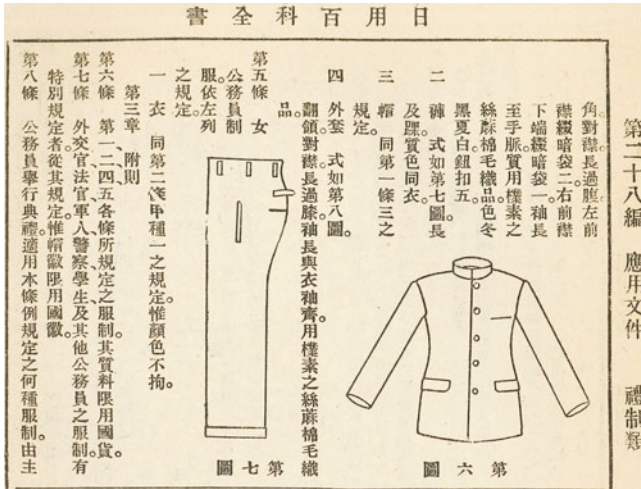 日用百科全書
第二十八編 應用文件 禮制類
角。對襟長過腹左前
襟綴暗袋二右前襟
下端綴暗袋一袖長
至手脈質用樸素之
絲蔴棉毛織品。色冬
黑夏白鈕扣五。
二 褲 式如第七圖長
及踝質色同衣。
三 帽 同第一條三之
規定。
四 外套 式如第八圖。
翻領對襟長過膝袖長與衣袖齊。用樸素之絲蔴棉毛織
品。
第五條 女
公務員制
服依左列
之規定。
一 衣 同第二條甲種一之規定。惟顏色不拘。
第三章 附則
第六條 第一、二、四、五各條所規定之服制。其質料限用國貨。
第七條 外交官、法官、軍人、警察、學生及其他公務員之服制。有
特別規定者。從其規定。惟帽徽限用國徽。
第八條 公務員舉行典禮。適用本條例規定之何種服制。由主
第六圖
第七圖